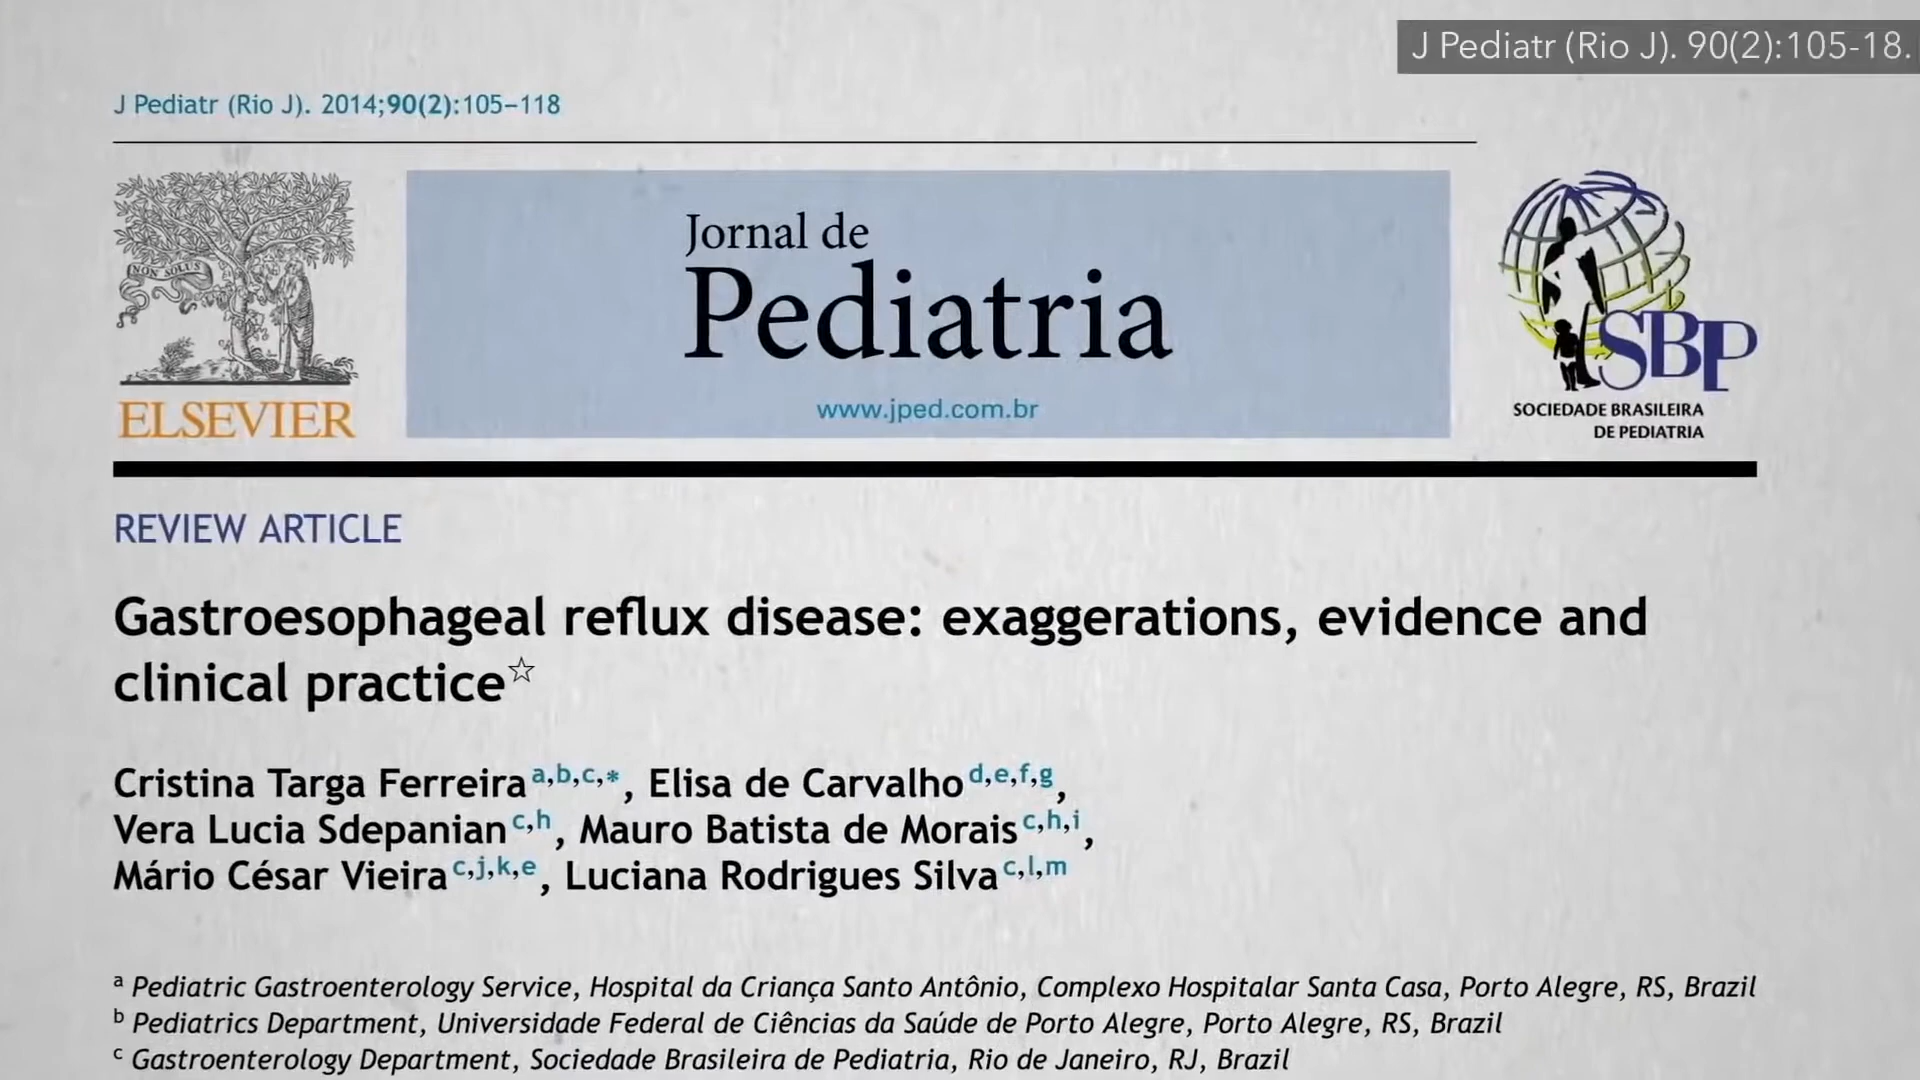 J Pediatr (Rio J). 90(2):105-18.
J Pediatr (Rio J). 2014;90(2):105–118
NON SOLUS
ELSEVIER
Jornal de
Pediatria
www.jped.com.br
SBP
SOCIEDADE BRASILEIRA
DE PEDIATRIA
REVIEW ARTICLE
Gastroesophageal reflux disease: exaggerations, evidence and
clinical practice☆
Cristina Targa Ferreira a,b,c,*, Elisa de Carvalho d,e,f,g,
Vera Lucia Sdepanian c,h, Mauro Batista de Morais c,h,i,
Mário César Vieira c,j,k,e, Luciana Rodrigues Silva c,l,m
a Pediatric Gastroenterology Service, Hospital da Criança Santo Antônio, Complexo Hospitalar Santa Casa, Porto Alegre, RS, Brazil
b Pediatrics Department, Universidade Federal de Ciências da Saúde de Porto Alegre, Porto Alegre, RS, Brazil
c Gastroenterology Department, Sociedade Brasileira de Pediatria, Rio de Janeiro, RJ, Brazil